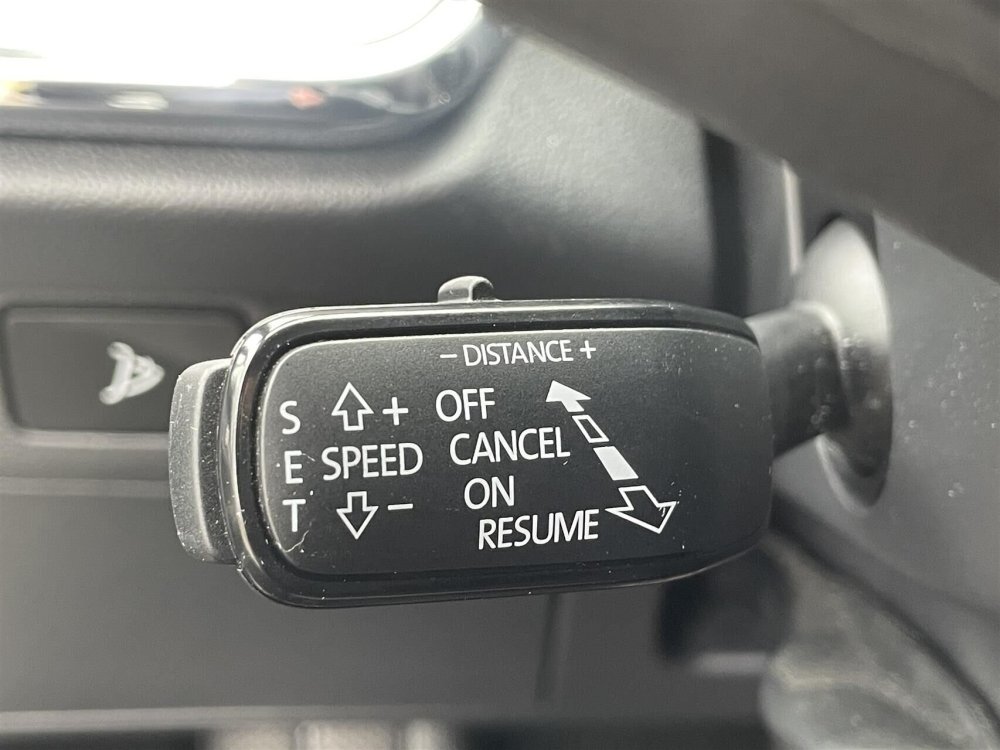 - DISTANCE +
S
E
T
+
SPEED
-
OFF
CANCEL
ON
RESUME